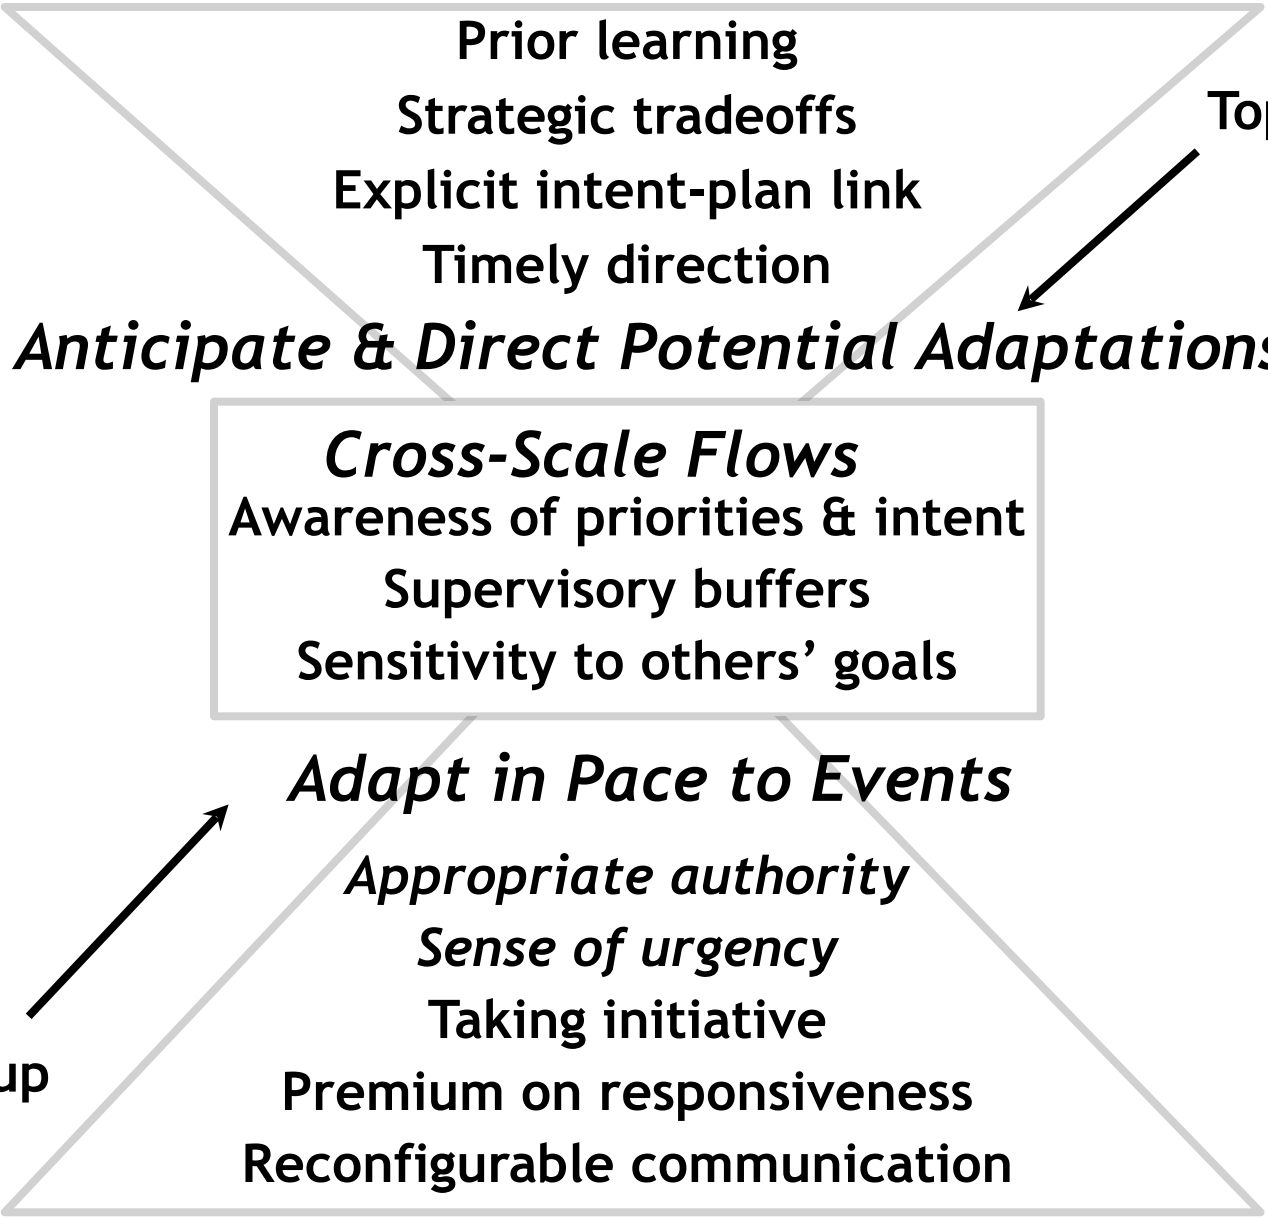 Prior learning
Strategic tradeoffs
Explicit intent-plan link
Timely direction
Anticipate & Direct Potential Adaptations
Cross-Scale Flows
Awareness of priorities & intent
Supervisory buffers
Sensitivity to others’ goals
Adapt in Pace to Events
Appropriate authority
Sense of urgency
Taking initiative
up
Premium on responsiveness
Reconfigurable communication